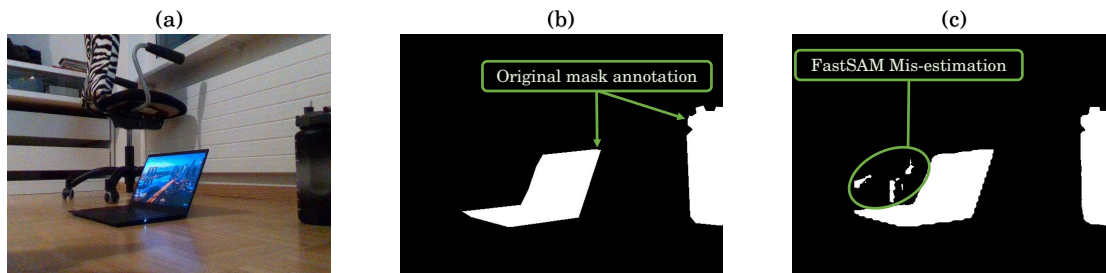 (a)
(b)
(c)
Original mask annotation
FastSAM Mis-estimation